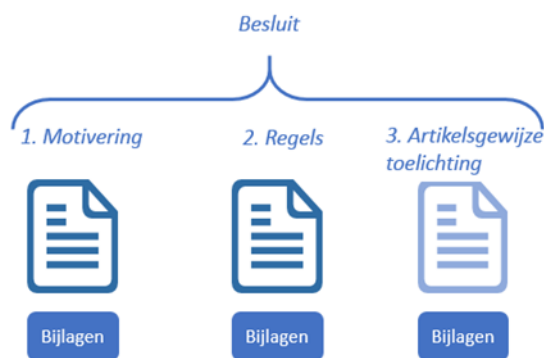 Besluit
1. Motivering
2. Regels
3. Artikelsgewijze
toelichting
Bijlagen
Bijlagen
Bijlagen